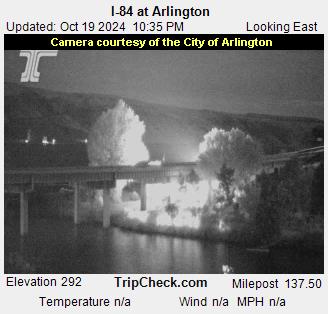 I-84 at Arlington
Updated: Oct 19 2024 10:35 PM Looking East
Camera courtesy of the City of Arlington
Elevation 292 TripCheck.com Milepost 137.50
Temperature n/a Wind n/a MPH n/a